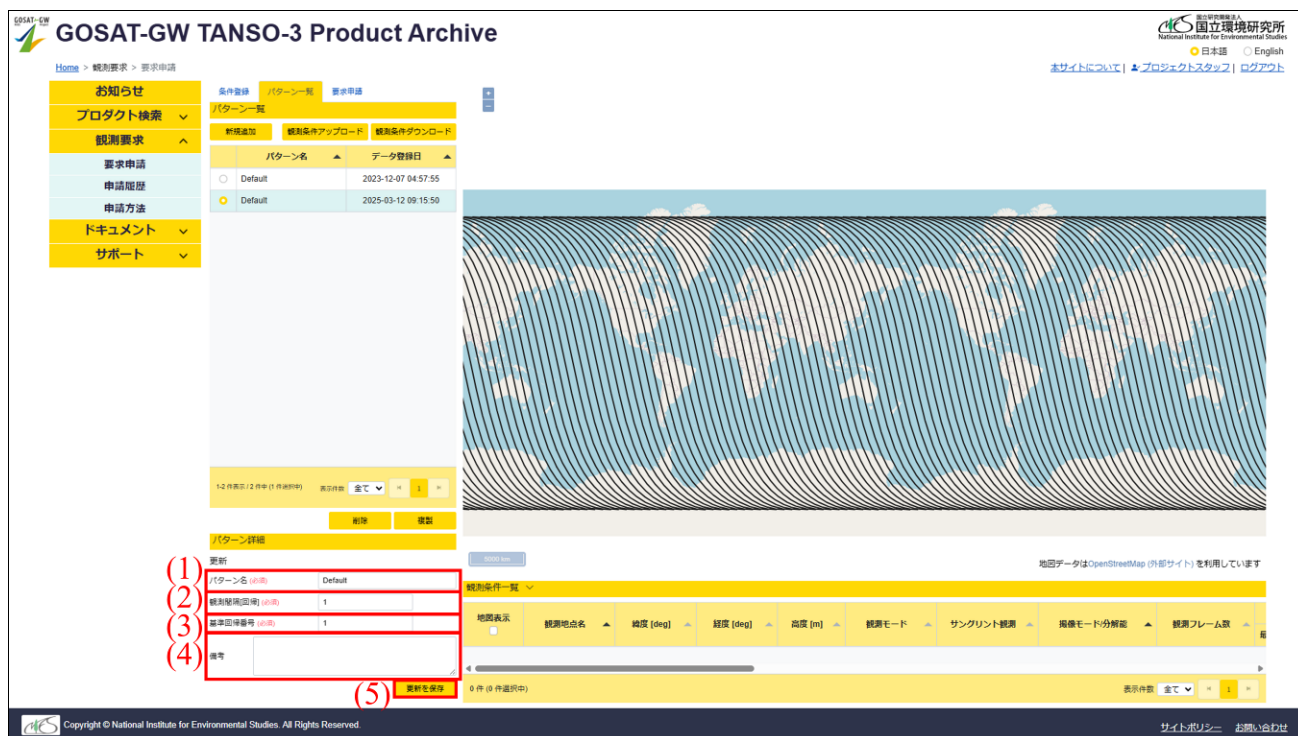 GOSAT-GW
GOSAT-GW TANSO-3 Product Archive
国立研究開発法人
国立環境研究所
National Institute for Environmental Studies
日本語 English
Home > 観測要求 > 要求申請
本サイトについて | プロジェクトスタッフ | ログアウト
お知らせ
プロダクト検索
観測要求
要求申請
申請履歴
申請方法
ドキュメント
サポート
条件登録 パターン一覧 要求申請
パターン一覧
新規追加 観測条件アップロード 観測条件ダウンロード
パターン名 ▲ データ登録日 ▲
Default 2023-12-07 04:57:55
Default 2025-03-12 09:15:50
+
−
1-2 件表示 / 2 件中 (1 件選択中) 表示件数 全て 1
削除 複製
パターン詳細
更新
(1) パターン名 (必須) Default
(2) 観測間隔[回帰] (必須) 1
(3) 基準回帰番号 (必須) 1
(4) 備考
(5) 更新を保存
5000 km
地図データはOpenStreetMap (外部サイト) を利用しています
観測条件一覧
地図表示 観測地点名 ▲ 緯度 [deg] ▲ 経度 [deg] ▲ 高度 [m] ▲ 観測モード ▲ サングリント観測 ▲ 撮像モード/分解能 ▲ 観測フレーム数 ▲
0 件 (0 件選択中) 表示件数 全て 1
Copyright © National Institute for Environmental Studies. All Rights Reserved.
サイトポリシー お問い合わせ